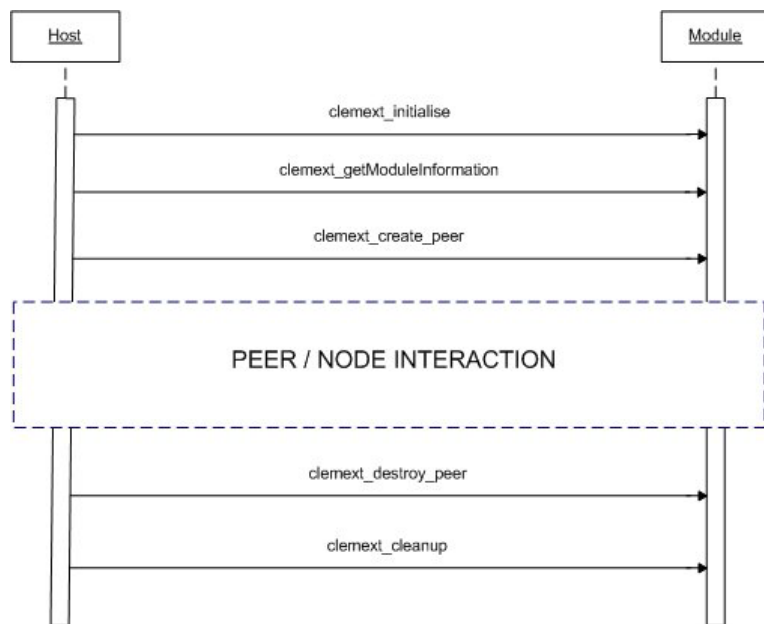 Host
Module
clemext_initialise
clemext_getModuleInformation
clemext_create_peer
PEER / NODE INTERACTION
clemext_destroy_peer
clemext_cleanup